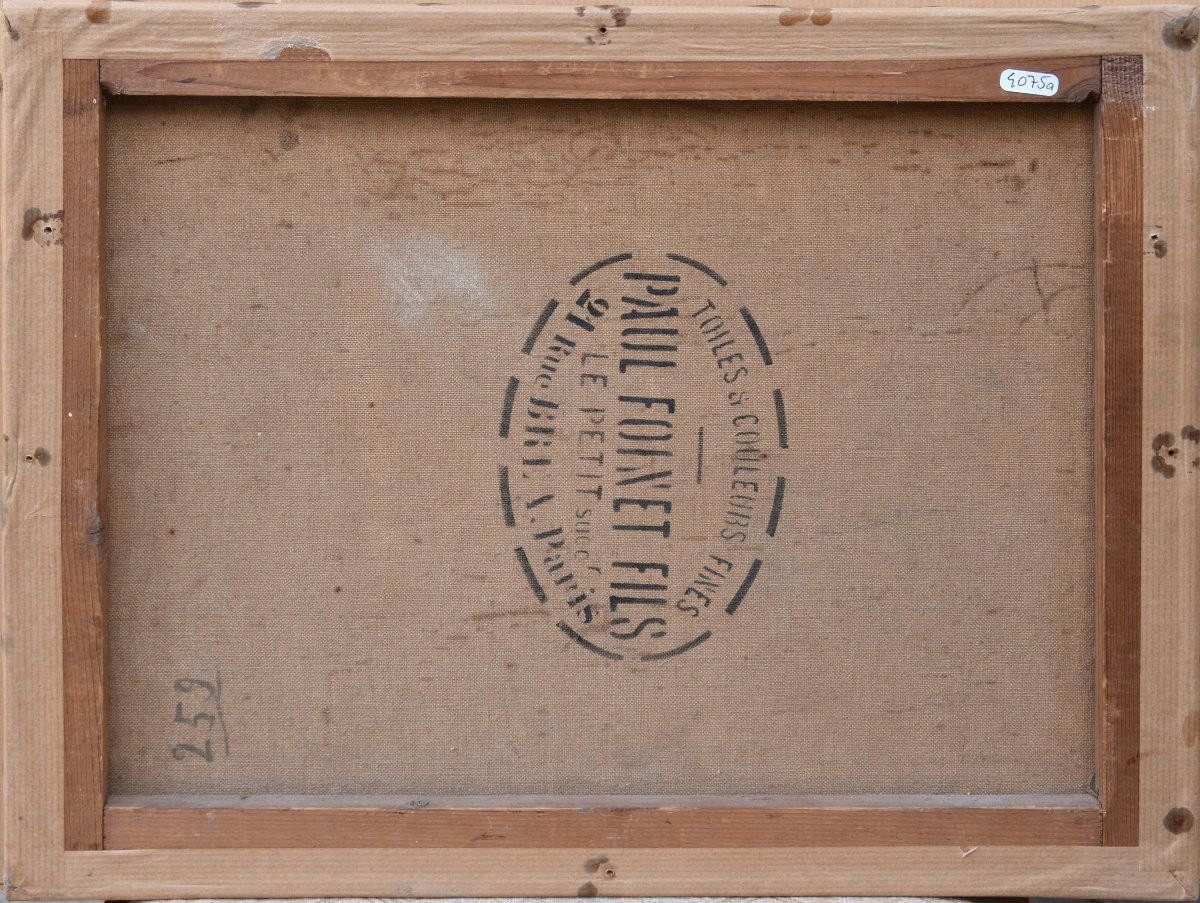 4075a
TOILES & COULEURS FINES
PAUL FOINET FILS
LE PETIT succr
21 Rue BREA. Paris
259